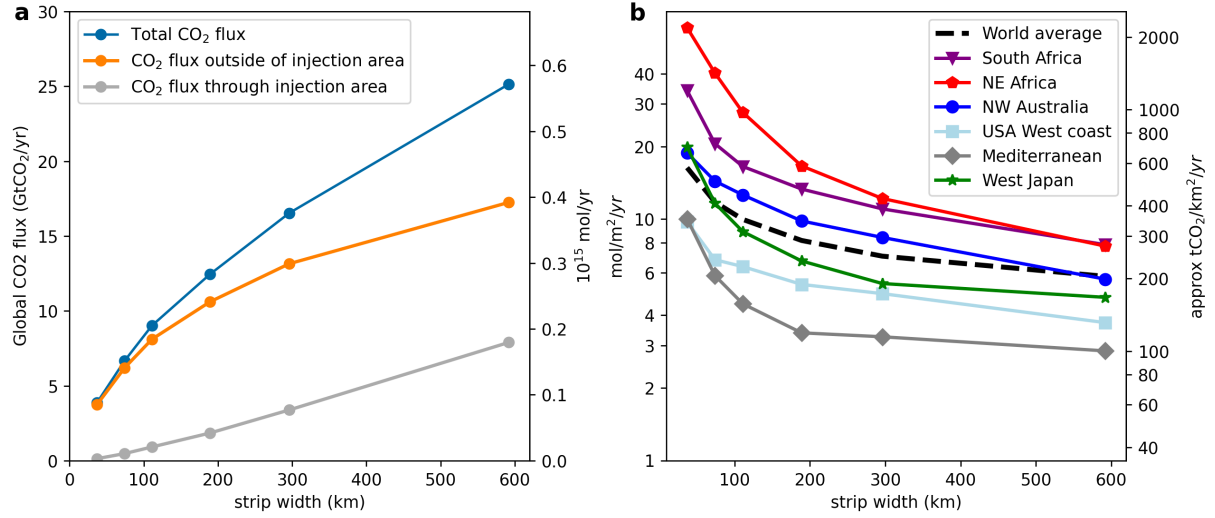 a
Total CO₂ flux
CO₂ flux outside of injection area
CO₂ flux through injection area
Global CO2 flux (GtCO₂/yr)
30
25
20
15
10
5
0
0 100 200 300 400 500 600
strip width (km)
0.6
0.5
0.4
0.3
0.2
0.1
0.0
10¹⁵ mol/yr
b
World average
South Africa
NE Africa
NW Australia
USA West coast
Mediterranean
West Japan
mol/m²/yr
40
30
20
10
8
6
4
3
2
1
100 200 300 400 500 600
strip width (km)
2000
1000
800
600
400
300
200
100
80
60
40
approx tCO₂/km²/yr